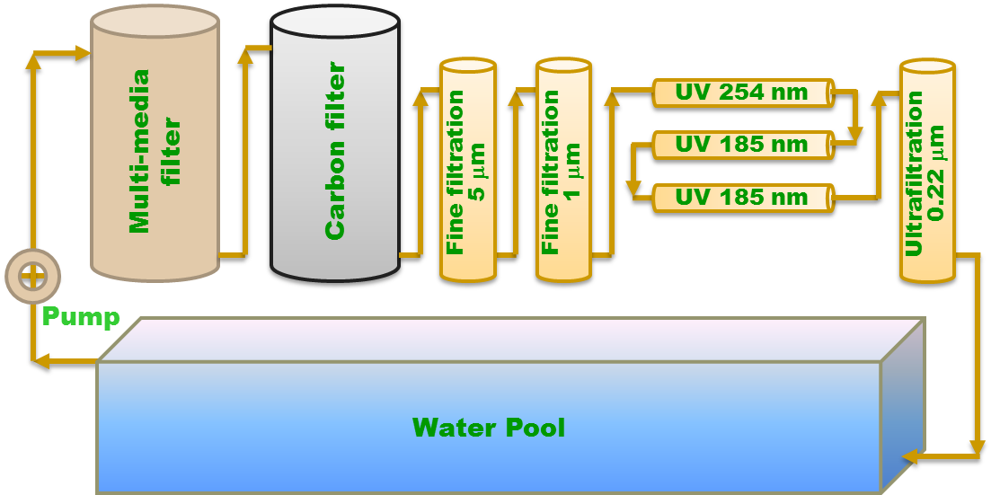 Multi-media
filter
Carbon filter
Fine filtration
5 μm
Fine filtration
1 μm
UV 254 nm
UV 185 nm
UV 185 nm
Ultrafiltration
0.22 μm
Pump
Water Pool